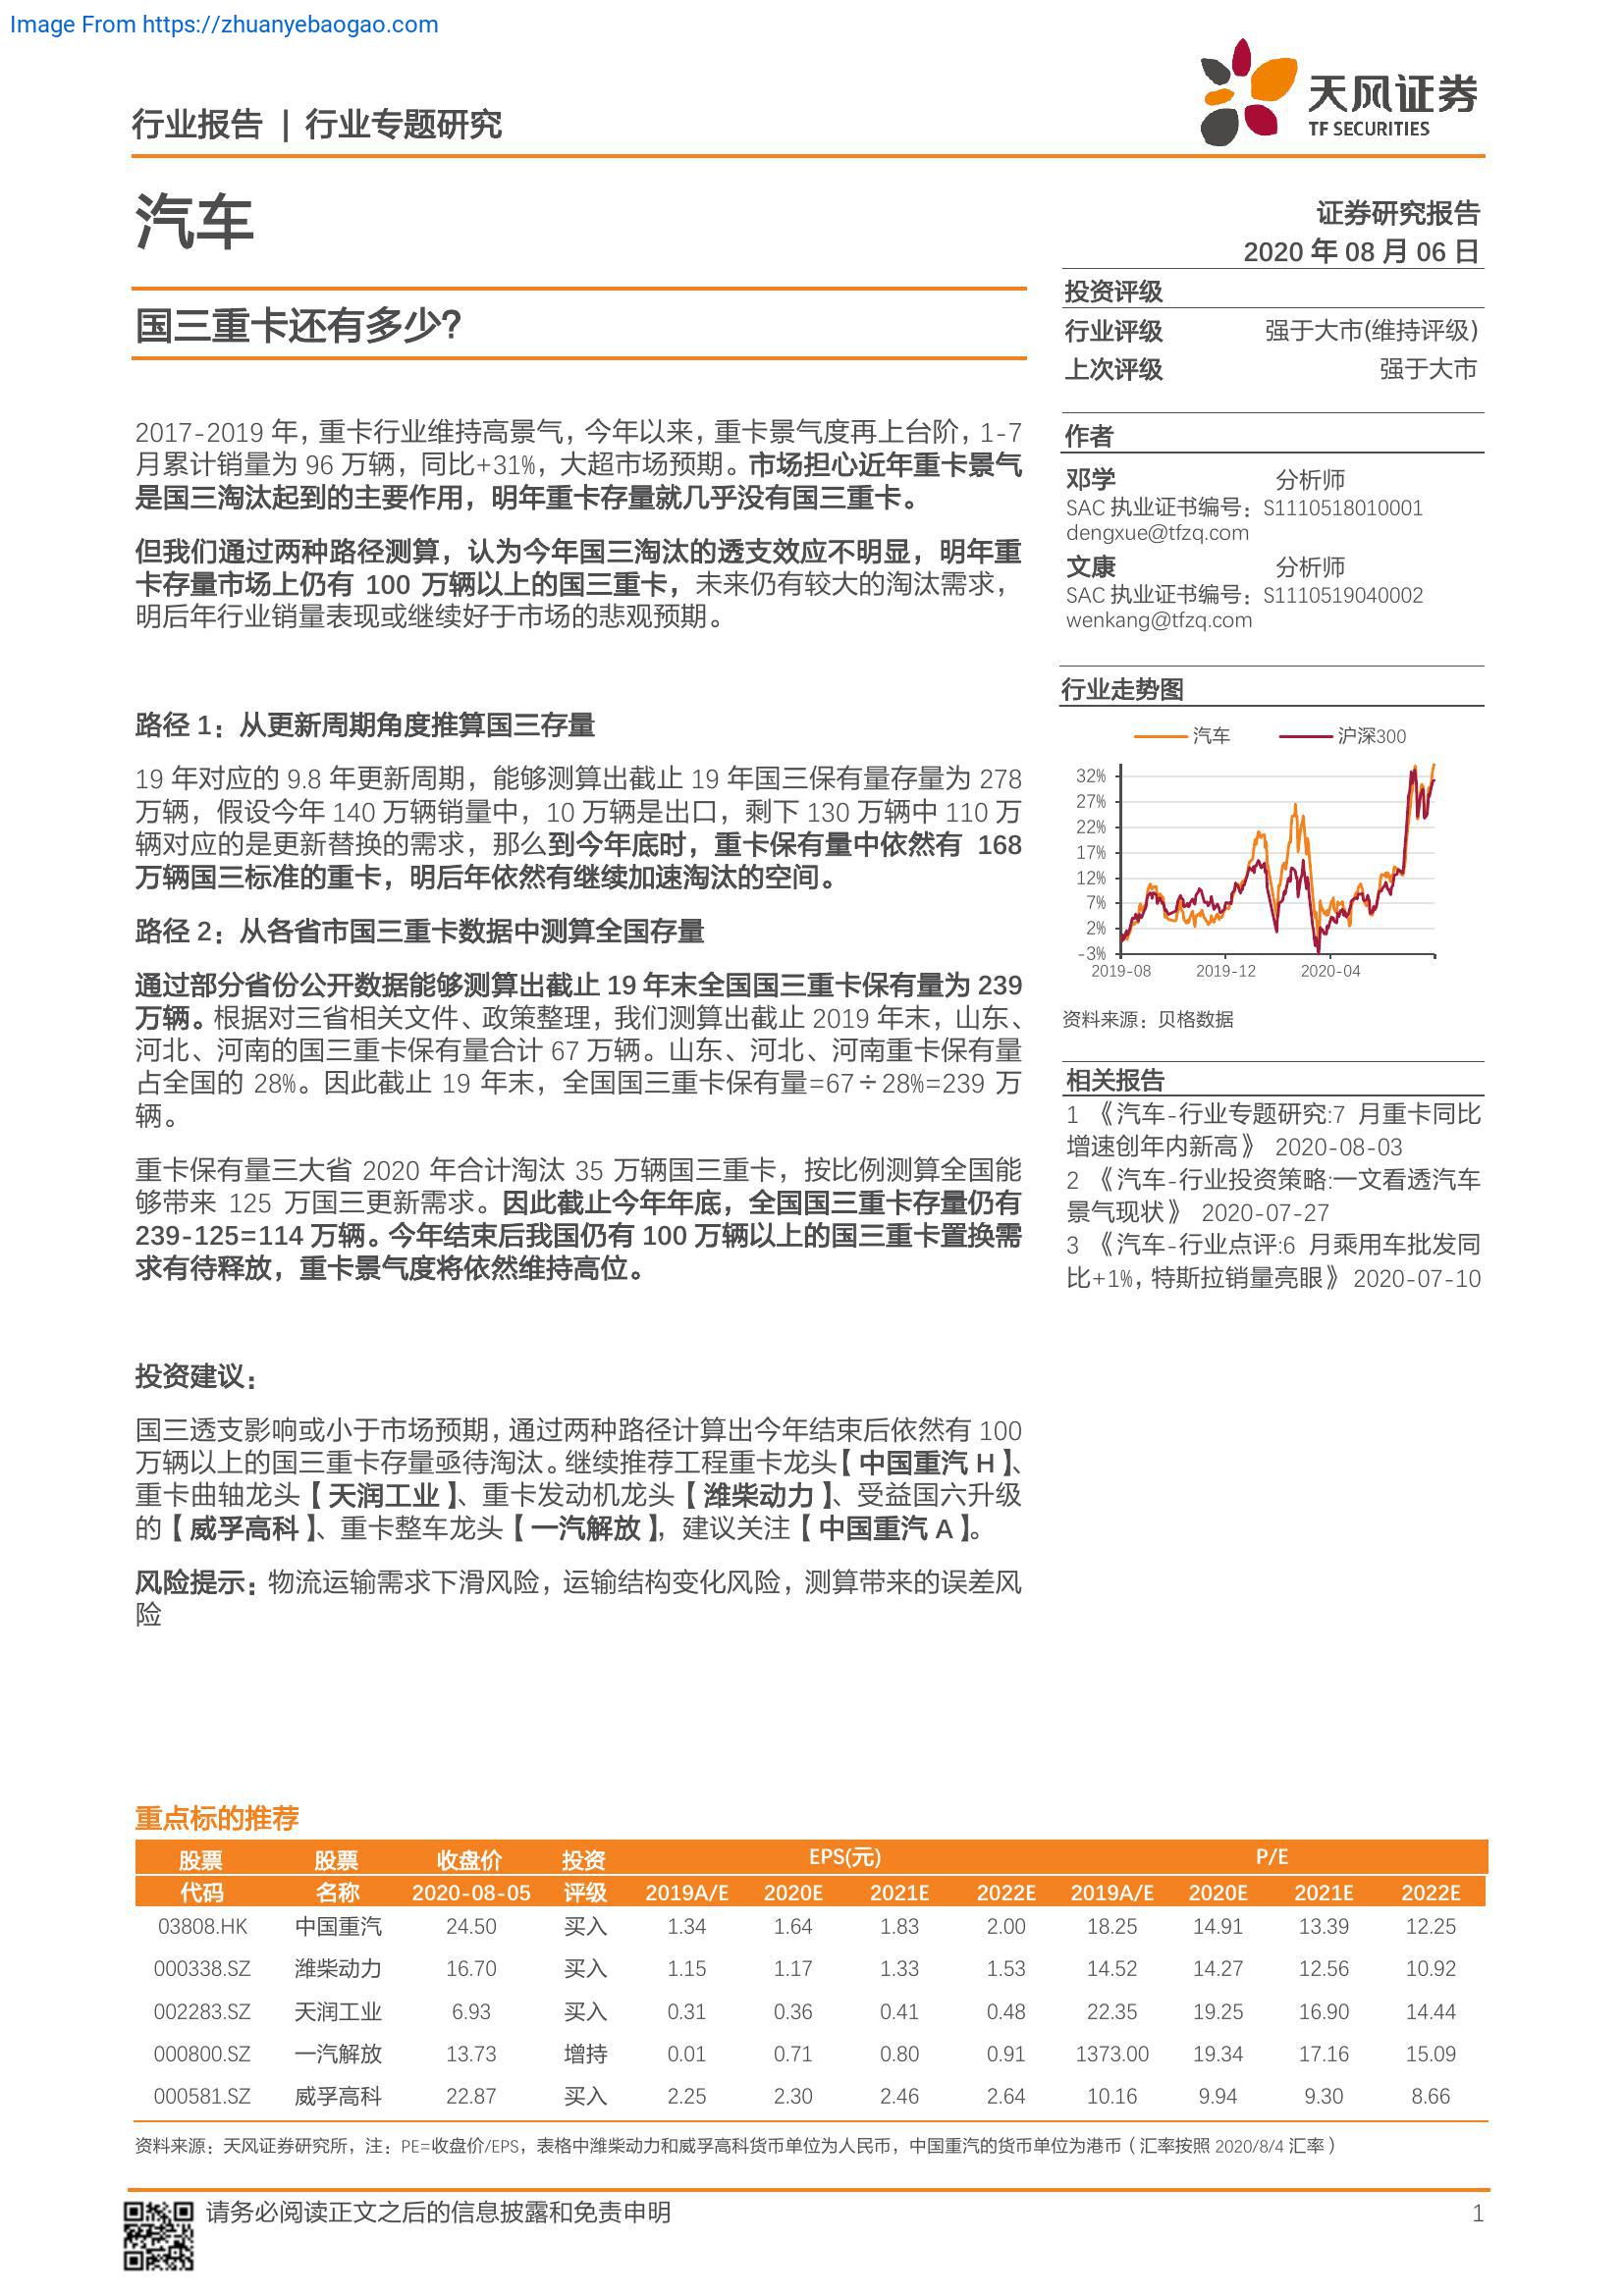 Image From https://zhuanyebaogao.com
行业报告 | 行业专题研究
天风证券
TF SECURITIES
汽车
证券研究报告
2020 年 08 月 06 日
国三重卡还有多少?
投资评级
行业评级 强于大市(维持评级)
上次评级 强于大市
2017-2019 年，重卡行业维持高景气，今年以来，重卡景气度再上台阶，1-7
月累计销量为 96 万辆，同比+31%，大超市场预期。市场担心近年重卡景气
是国三淘汰起到的主要作用，明年重卡存量就几乎没有国三重卡。
但我们通过两种路径测算，认为今年国三淘汰的透支效应不明显，明年重
卡存量市场上仍有 100 万辆以上的国三重卡，未来仍有较大的淘汰需求，
明后年行业销量表现或继续好于市场的悲观预期。
路径 1：从更新周期角度推算国三存量
19 年对应的 9.8 年更新周期，能够测算出截止 19 年国三保有量存量为 278
万辆，假设今年 140 万辆销量中，10 万辆是出口，剩下 130 万辆中 110 万
辆对应的是更新替换的需求，那么到今年底时，重卡保有量中依然有 168
万辆国三标准的重卡，明后年依然有继续加速淘汰的空间。
路径 2：从各省市国三重卡数据中测算全国存量
通过部分省份公开数据能够测算出截止 19 年末全国国三重卡保有量为 239
万辆。根据对三省相关文件、政策整理，我们测算出截止 2019 年末，山东、
河北、河南的国三重卡保有量合计 67 万辆。山东、河北、河南重卡保有量
占全国的 28%。因此截止 19 年末，全国国三重卡保有量=67÷28%=239 万
辆。
重卡保有量三大省 2020 年合计淘汰 35 万辆国三重卡，按比例测算全国能
够带来 125 万国三更新需求。因此截止今年年底，全国国三重卡存量仍有
239-125=114 万辆。今年结束后我国仍有 100 万辆以上的国三重卡置换需
求有待释放，重卡景气度将依然维持高位。
投资建议：
国三透支影响或小于市场预期，通过两种路径计算出今年结束后依然有 100
万辆以上的国三重卡存量亟待淘汰。继续推荐工程重卡龙头【中国重汽 H】、
重卡曲轴龙头【天润工业】、重卡发动机龙头【潍柴动力】、受益国六升级
的【威孚高科】、重卡整车龙头【一汽解放】，建议关注【中国重汽 A】。
风险提示：物流运输需求下滑风险，运输结构变化风险，测算带来的误差风
险
作者
邓学 分析师
SAC 执业证书编号：S1110518010001
dengxue@tfzq.com
文康 分析师
SAC 执业证书编号：S1110519040002
wenkang@tfzq.com
行业走势图
汽车 沪深300
32%
27%
22%
17%
12%
7%
2%
-3%
2019-08 2019-12 2020-04
资料来源：贝格数据
相关报告
1 《汽车-行业专题研究:7 月重卡同比
增速创年内新高》 2020-08-03
2 《汽车-行业投资策略:一文看透汽车
景气现状》 2020-07-27
3 《汽车-行业点评:6 月乘用车批发同
比+1%，特斯拉销量亮眼》 2020-07-10
重点标的推荐
股票 股票 收盘价 投资 EPS(元) P/E
代码 名称 2020-08-05 评级 2019A/E 2020E 2021E 2022E 2019A/E 2020E 2021E 2022E
03808.HK 中国重汽 24.50 买入 1.34 1.64 1.83 2.00 18.25 14.91 13.39 12.25
000338.SZ 潍柴动力 16.70 买入 1.15 1.17 1.33 1.53 14.52 14.27 12.56 10.92
002283.SZ 天润工业 6.93 买入 0.31 0.36 0.41 0.48 22.35 19.25 16.90 14.44
000800.SZ 一汽解放 13.73 增持 0.01 0.71 0.80 0.91 1373.00 19.34 17.16 15.09
000581.SZ 威孚高科 22.87 买入 2.25 2.30 2.46 2.64 10.16 9.94 9.30 8.66
资料来源：天风证券研究所，注：PE=收盘价/EPS，表格中潍柴动力和威孚高科货币单位为人民币，中国重汽的货币单位为港币（汇率按照 2020/8/4 汇率）
请务必阅读正文之后的信息披露和免责申明 1